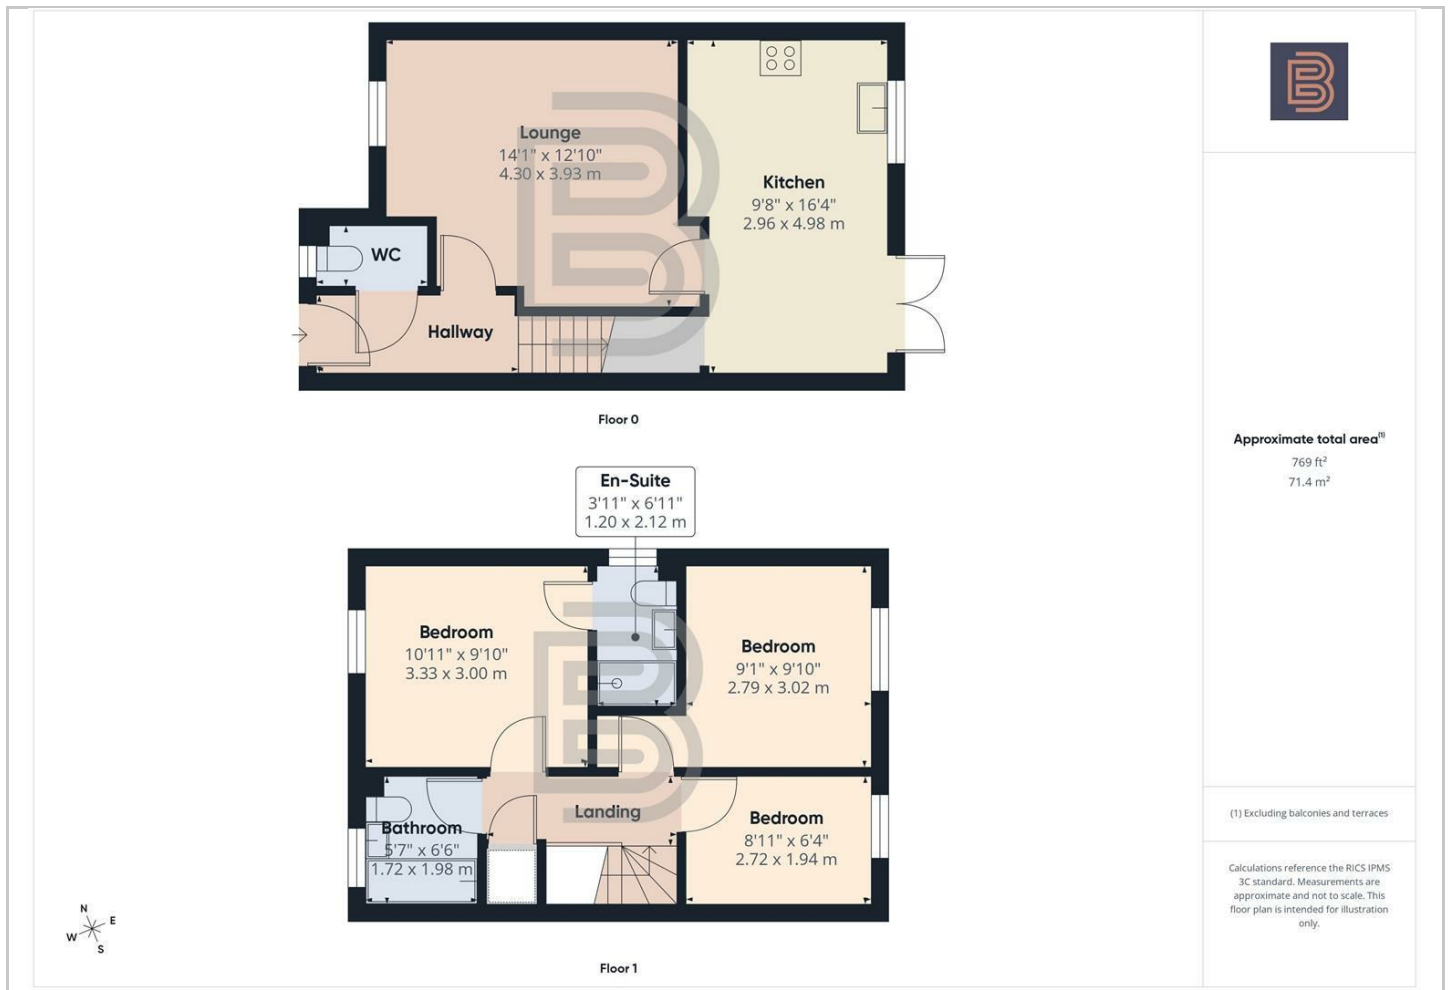 Lounge
14'1" x 12'10"
4.30 x 3.93 m
Kitchen
9'8" x 16'4"
2.96 x 4.98 m
WC
Hallway
Floor 0
En-Suite
3'11" x 6'11"
1.20 x 2.12 m
Bedroom
10'11" x 9'10"
3.33 x 3.00 m
Bedroom
9'1" x 9'10"
2.79 x 3.02 m
Landing
Bathroom
5'7" x 6'6"
1.72 x 1.98 m
Bedroom
8'11" x 6'4"
2.72 x 1.94 m
N
E
W
S
Floor 1
B
Approximate total area(1)
769 ft²
71.4 m²
(1) Excluding balconies and terraces
Calculations reference the RICS IPMS
3C standard. Measurements are
approximate and not to scale. This
floor plan is intended for illustration
only.